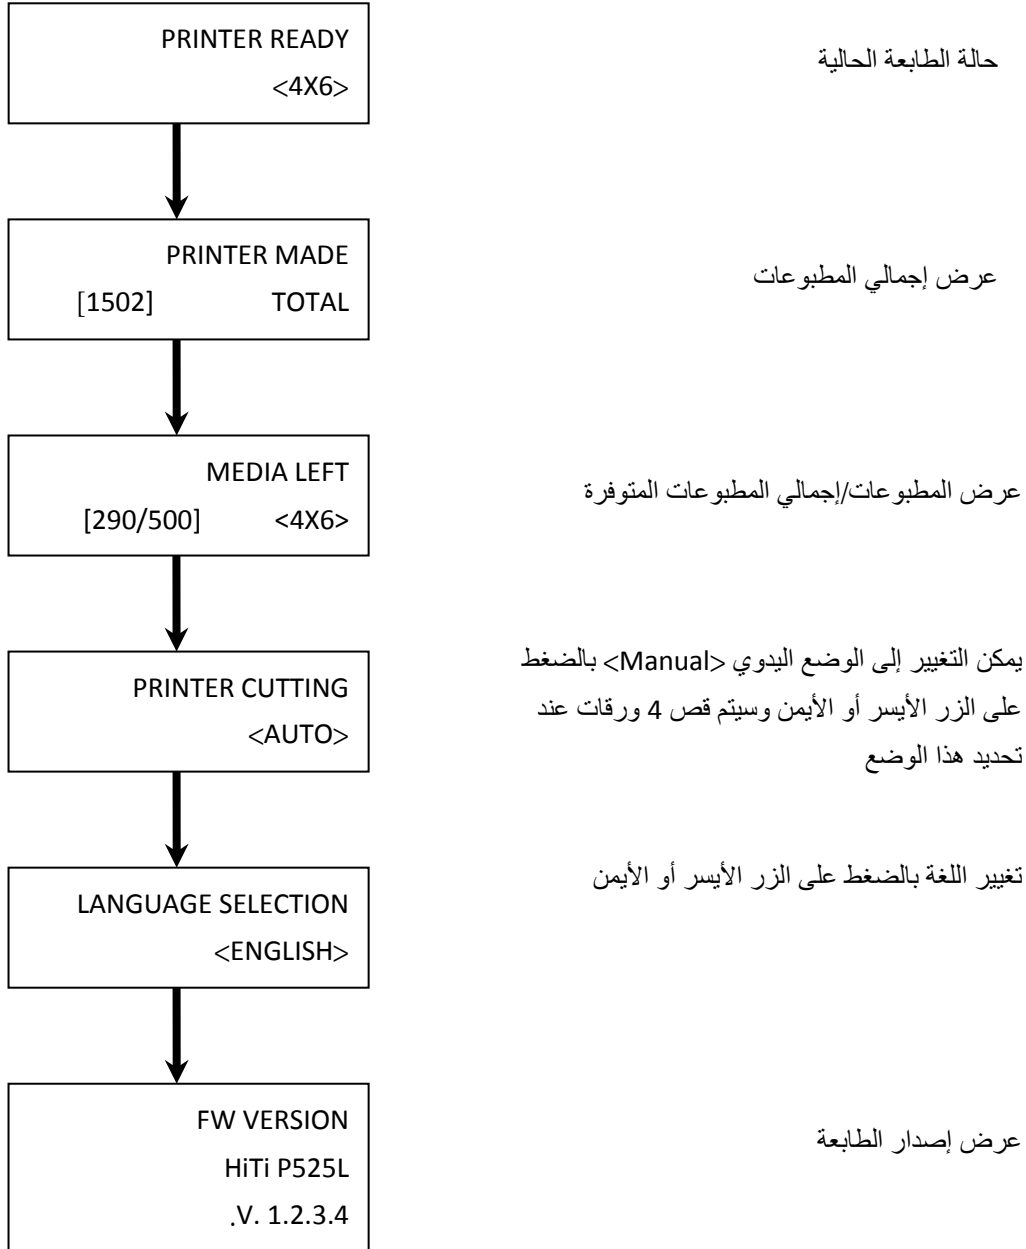 PRINTER READY
<4X6>
حالة الطابعة الحالية
PRINTER MADE
TOTAL [1502]
عرض إجمالي المطبوعات
MEDIA LEFT
<4X6> [290/500]
عرض المطبوعات/إجمالي المطبوعات المتوفرة
PRINTER CUTTING
<AUTO>
يمكن التغيير إلى الوضع اليدوي <Manual> بالضغط
على الزر الأيسر أو الأيمن وسيتم قص 4 ورقات عند
تحديد هذا الوضع
LANGUAGE SELECTION
<ENGLISH>
تغيير اللغة بالضغط على الزر الأيسر أو الأيمن
FW VERSION
HiTi P525L
.V. 1.2.3.4
عرض إصدار الطابعة